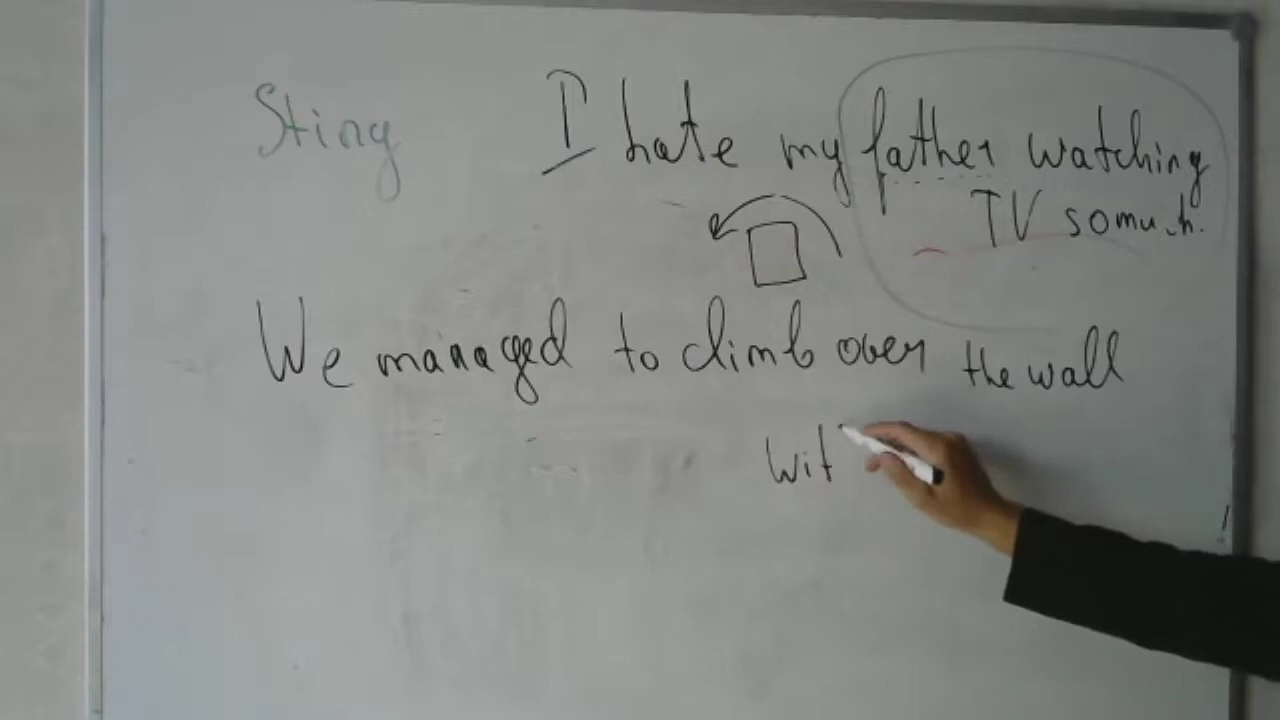 Sting
I hate my father watching
TV so much.
We managed to climb over the wall
wit